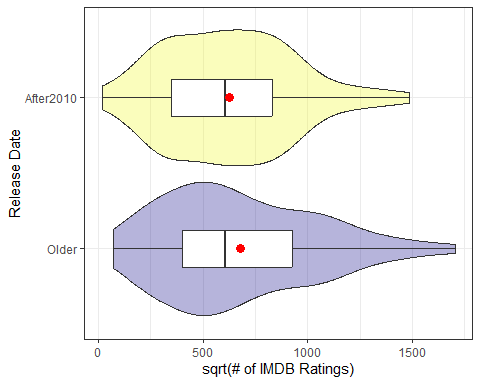 After2010
Release Date
Older
0 500 1000 1500
sqrt(# of IMDB Ratings)